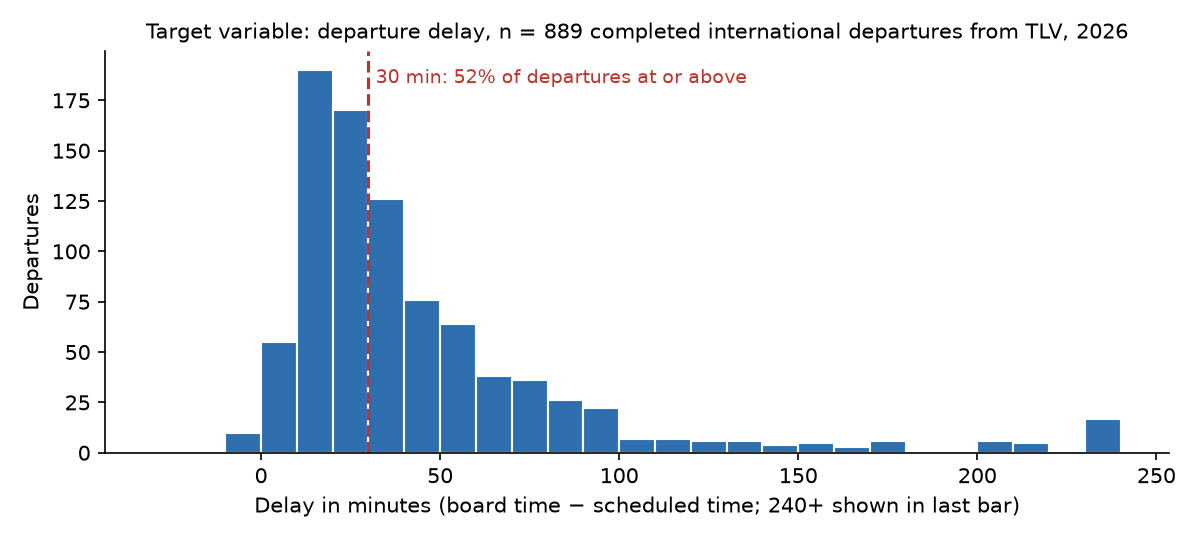 Target variable: departure delay, n = 889 completed international departures from TLV, 2026
30 min: 52% of departures at or above
175
150
125
100
75
50
25
0
Departures
0 50 100 150 200 250
Delay in minutes (board time − scheduled time; 240+ shown in last bar)